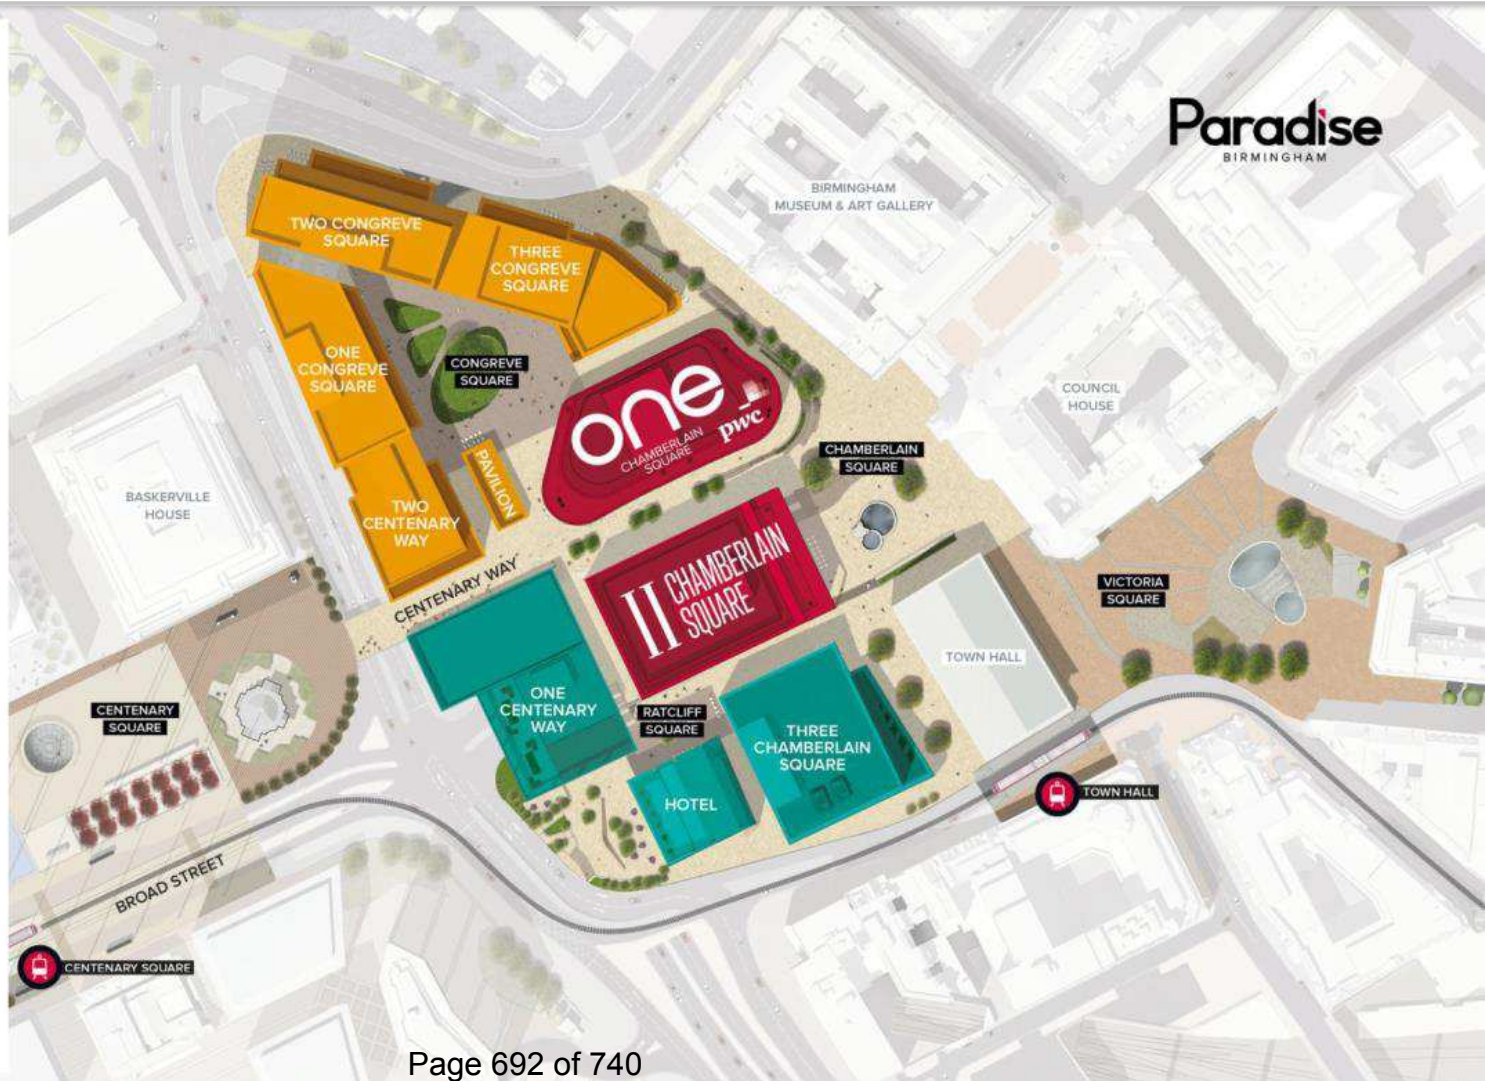 Paradise
BIRMINGHAM
BIRMINGHAM
MUSEUM & ART GALLERY
TWO CONGREVE
SQUARE
THREE
CONGREVE
SQUARE
ONE
CONGREVE
SQUARE
CONGREVE
SQUARE
one
CHAMBERLAIN
SQUARE
pwc
COUNCIL
HOUSE
CHAMBERLAIN
SQUARE
PAVILION
BASKERVILLE
HOUSE
TWO
CENTENARY
WAY
CENTENARY WAY
II CHAMBERLAIN
SQUARE
VICTORIA
SQUARE
TOWN HALL
CENTENARY
SQUARE
ONE
CENTENARY
WAY
RATCLIFF
SQUARE
THREE
CHAMBERLAIN
SQUARE
HOTEL
TOWN HALL
BROAD STREET
CENTENARY SQUARE
Page 692 of 740